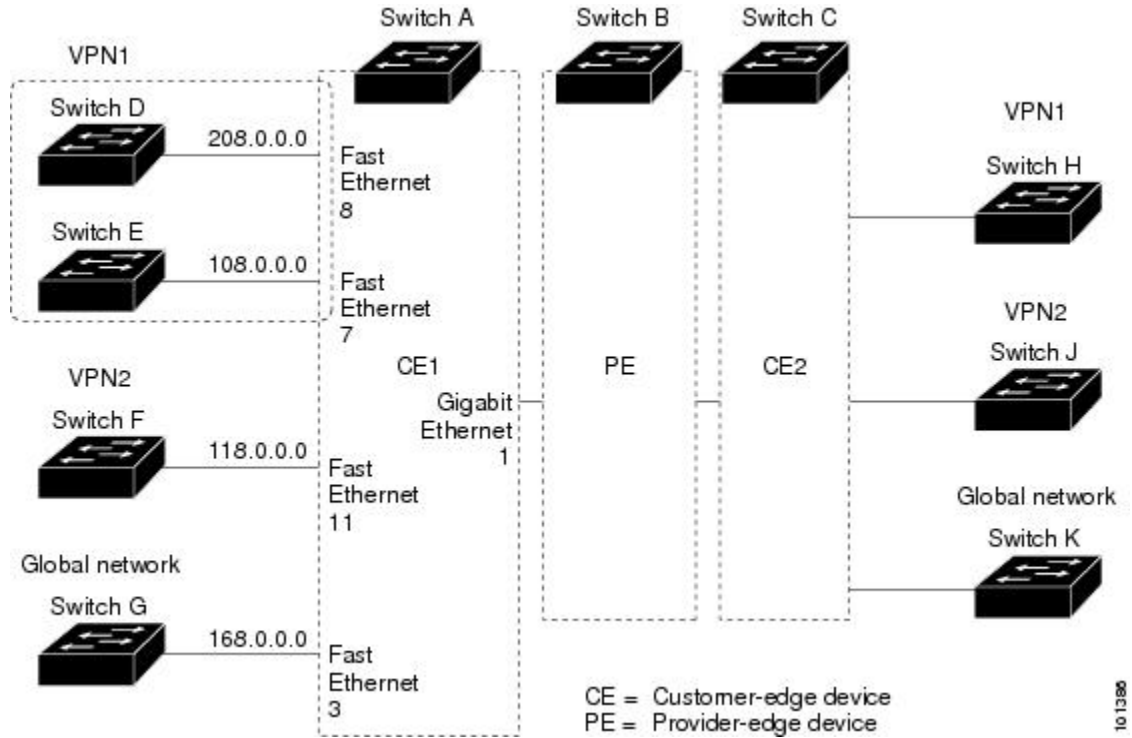 Switch A
Switch B
Switch C
VPN1
Switch D
208.0.0.0
Fast
Ethernet
8
Switch E
108.0.0.0
Fast
Ethernet
7
VPN2
Switch F
118.0.0.0
Fast
Ethernet
11
Global network
Switch G
168.0.0.0
Fast
Ethernet
3
CE1
Gigabit
Ethernet
1
PE
CE2
VPN1
Switch H
VPN2
Switch J
Global network
Switch K
CE = Customer-edge device
PE = Provider-edge device
101386